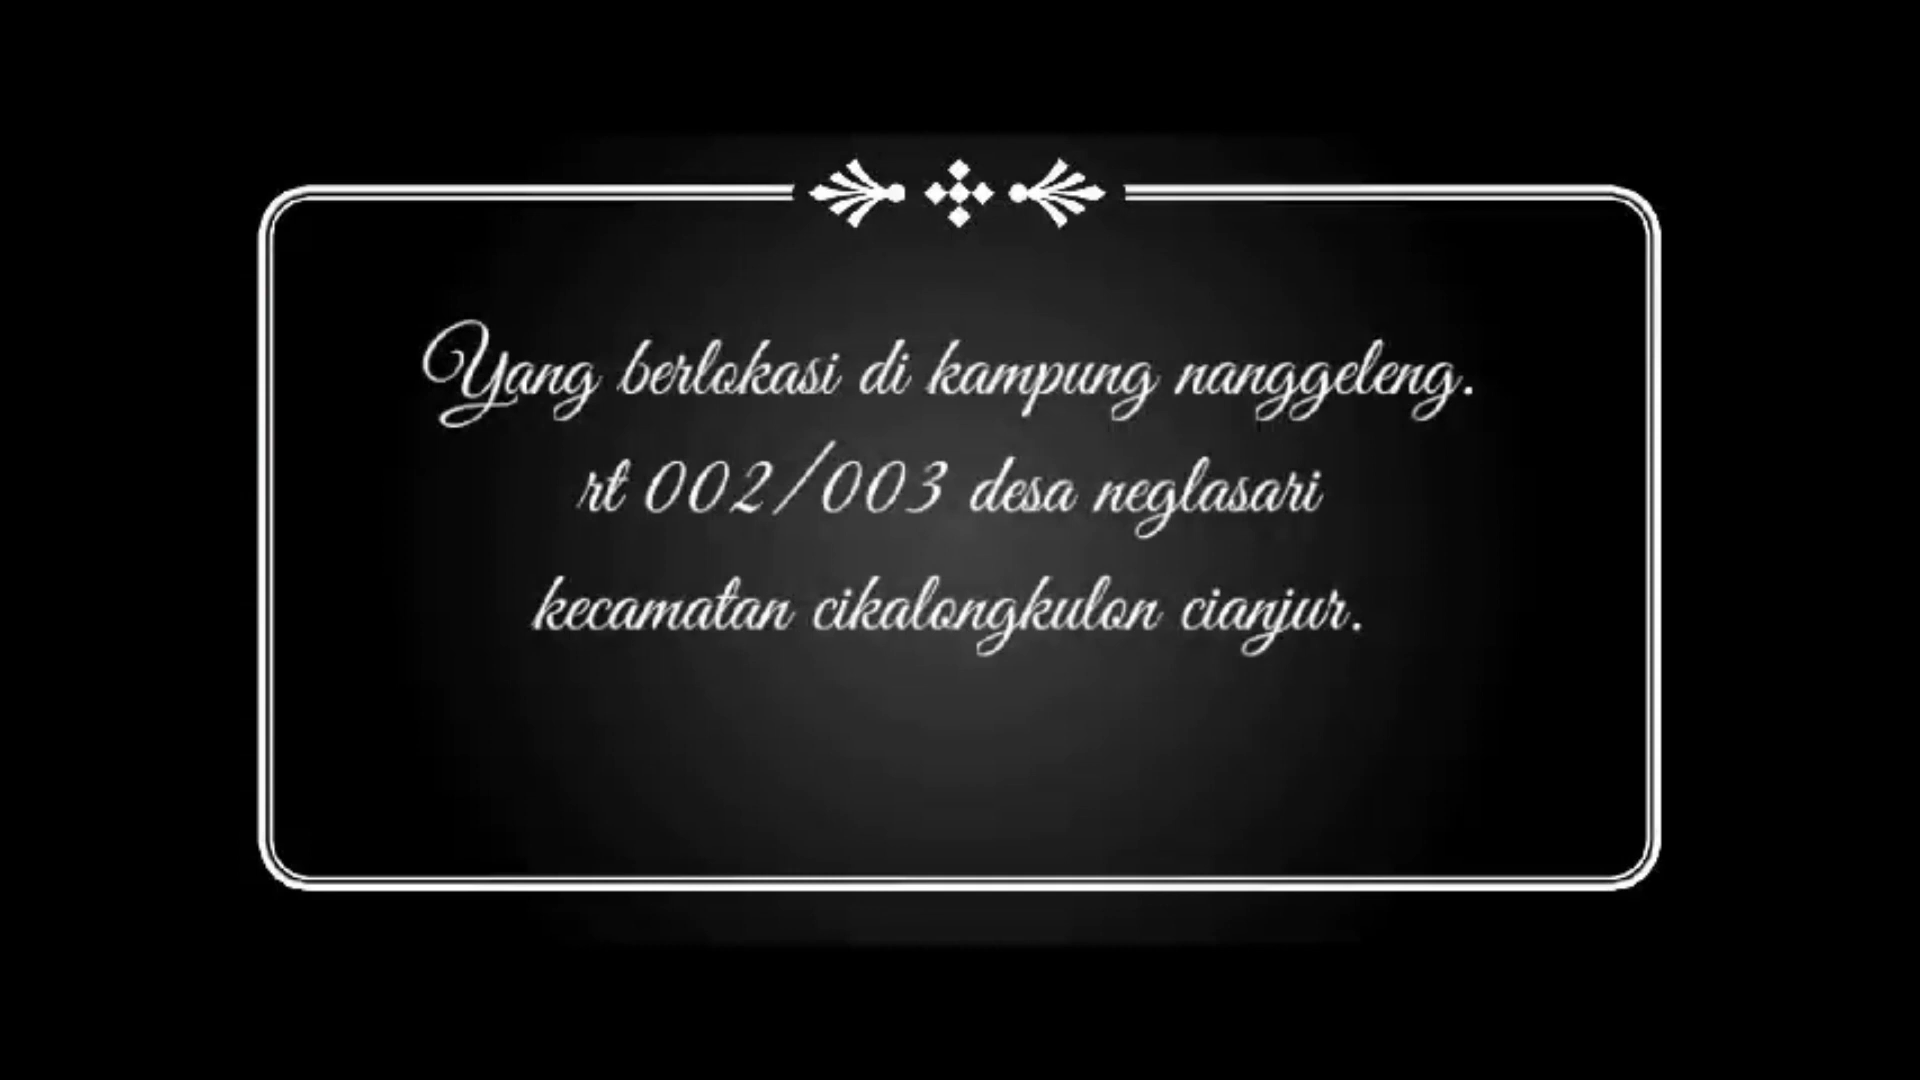 Yang berlokasi di kampung nanggeleng.
rt 002/003 desa neglasari
kecamatan cikalongkulon cianjur.